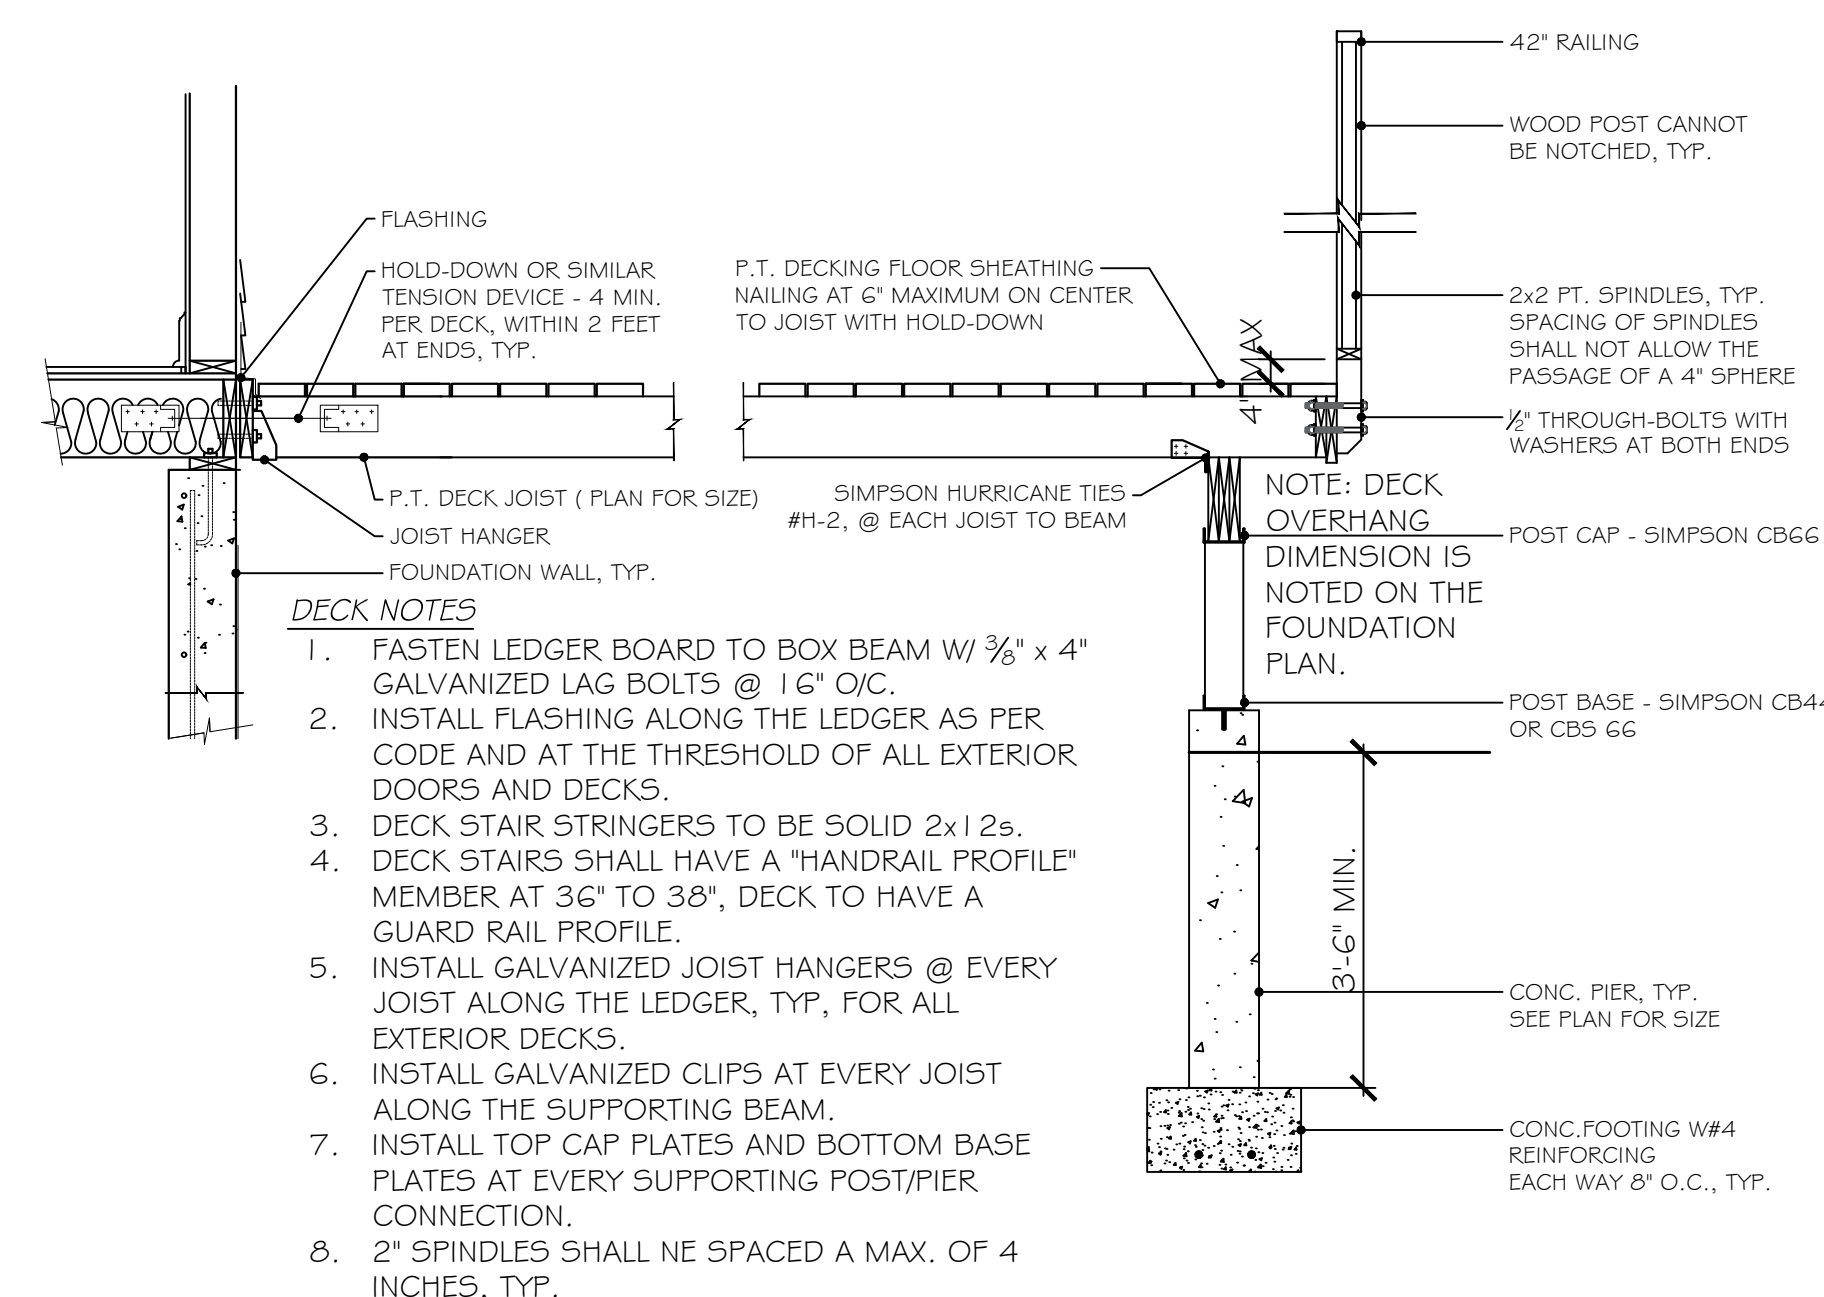 42" RAILING
WOOD POST CANNOT
BE NOTCHED, TYP.
FLASHING
HOLD-DOWN OR SIMILAR
TENSION DEVICE - 4 MIN.
PER DECK, WITHIN 2 FEET
AT ENDS, TYP.
P.T. DECKING FLOOR SHEATHING
NAILING AT 6" MAXIMUM ON CENTER
TO JOIST WITH HOLD-DOWN
4" MAX
2x2 PT. SPINDLES, TYP.
SPACING OF SPINDLES
SHALL NOT ALLOW THE
PASSAGE OF A 4" SPHERE
½" THROUGH-BOLTS WITH
WASHERS AT BOTH ENDS
P.T. DECK JOIST ( PLAN FOR SIZE)
JOIST HANGER
FOUNDATION WALL, TYP.
SIMPSON HURRICANE TIES
#H-2, @ EACH JOIST TO BEAM
NOTE: DECK
OVERHANG
DIMENSION IS
NOTED ON THE
FOUNDATION
PLAN.
POST CAP - SIMPSON CB66
POST BASE - SIMPSON CB44
OR CBS 66
DECK NOTES
1. FASTEN LEDGER BOARD TO BOX BEAM W/ ⅜" x 4"
GALVANIZED LAG BOLTS @ 16" O/C.
2. INSTALL FLASHING ALONG THE LEDGER AS PER
CODE AND AT THE THRESHOLD OF ALL EXTERIOR
DOORS AND DECKS.
3. DECK STAIR STRINGERS TO BE SOLID 2x12s.
4. DECK STAIRS SHALL HAVE A "HANDRAIL PROFILE"
MEMBER AT 36" TO 38", DECK TO HAVE A
GUARD RAIL PROFILE.
5. INSTALL GALVANIZED JOIST HANGERS @ EVERY
JOIST ALONG THE LEDGER, TYP, FOR ALL
EXTERIOR DECKS.
6. INSTALL GALVANIZED CLIPS AT EVERY JOIST
ALONG THE SUPPORTING BEAM.
7. INSTALL TOP CAP PLATES AND BOTTOM BASE
PLATES AT EVERY SUPPORTING POST/PIER
CONNECTION.
8. 2" SPINDLES SHALL NE SPACED A MAX. OF 4
INCHES, TYP.
3'-6" MIN.
CONC. PIER, TYP.
SEE PLAN FOR SIZE
CONC.FOOTING W#4
REINFORCING
EACH WAY 8" O.C., TYP.